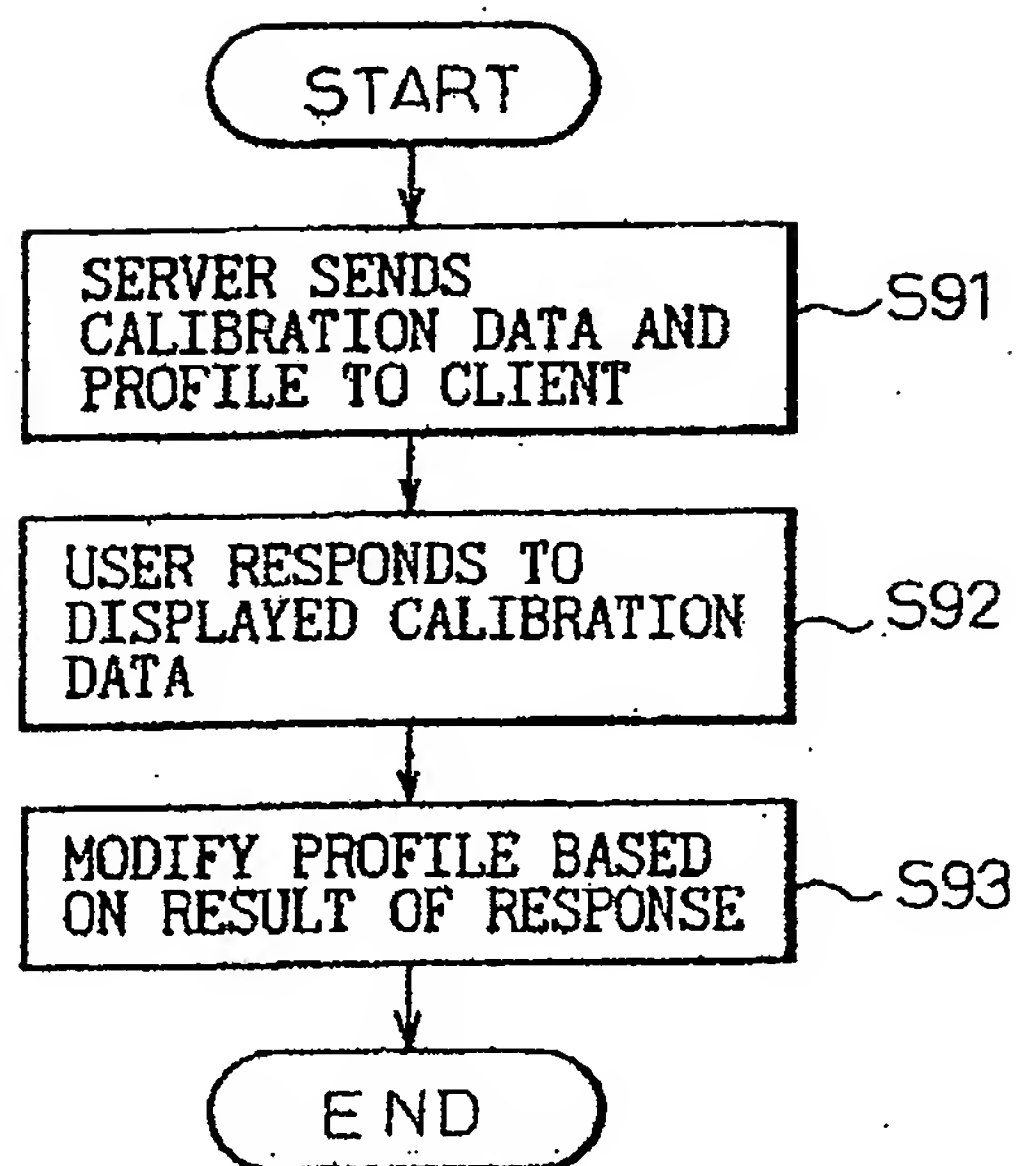 START
SERVER SENDS
CALIBRATION DATA AND
PROFILE TO CLIENT
S91
USER RESPONDS TO
DISPLAYED CALIBRATION
DATA
S92
MODIFY PROFILE BASED
ON RESULT OF RESPONSE
S93
END